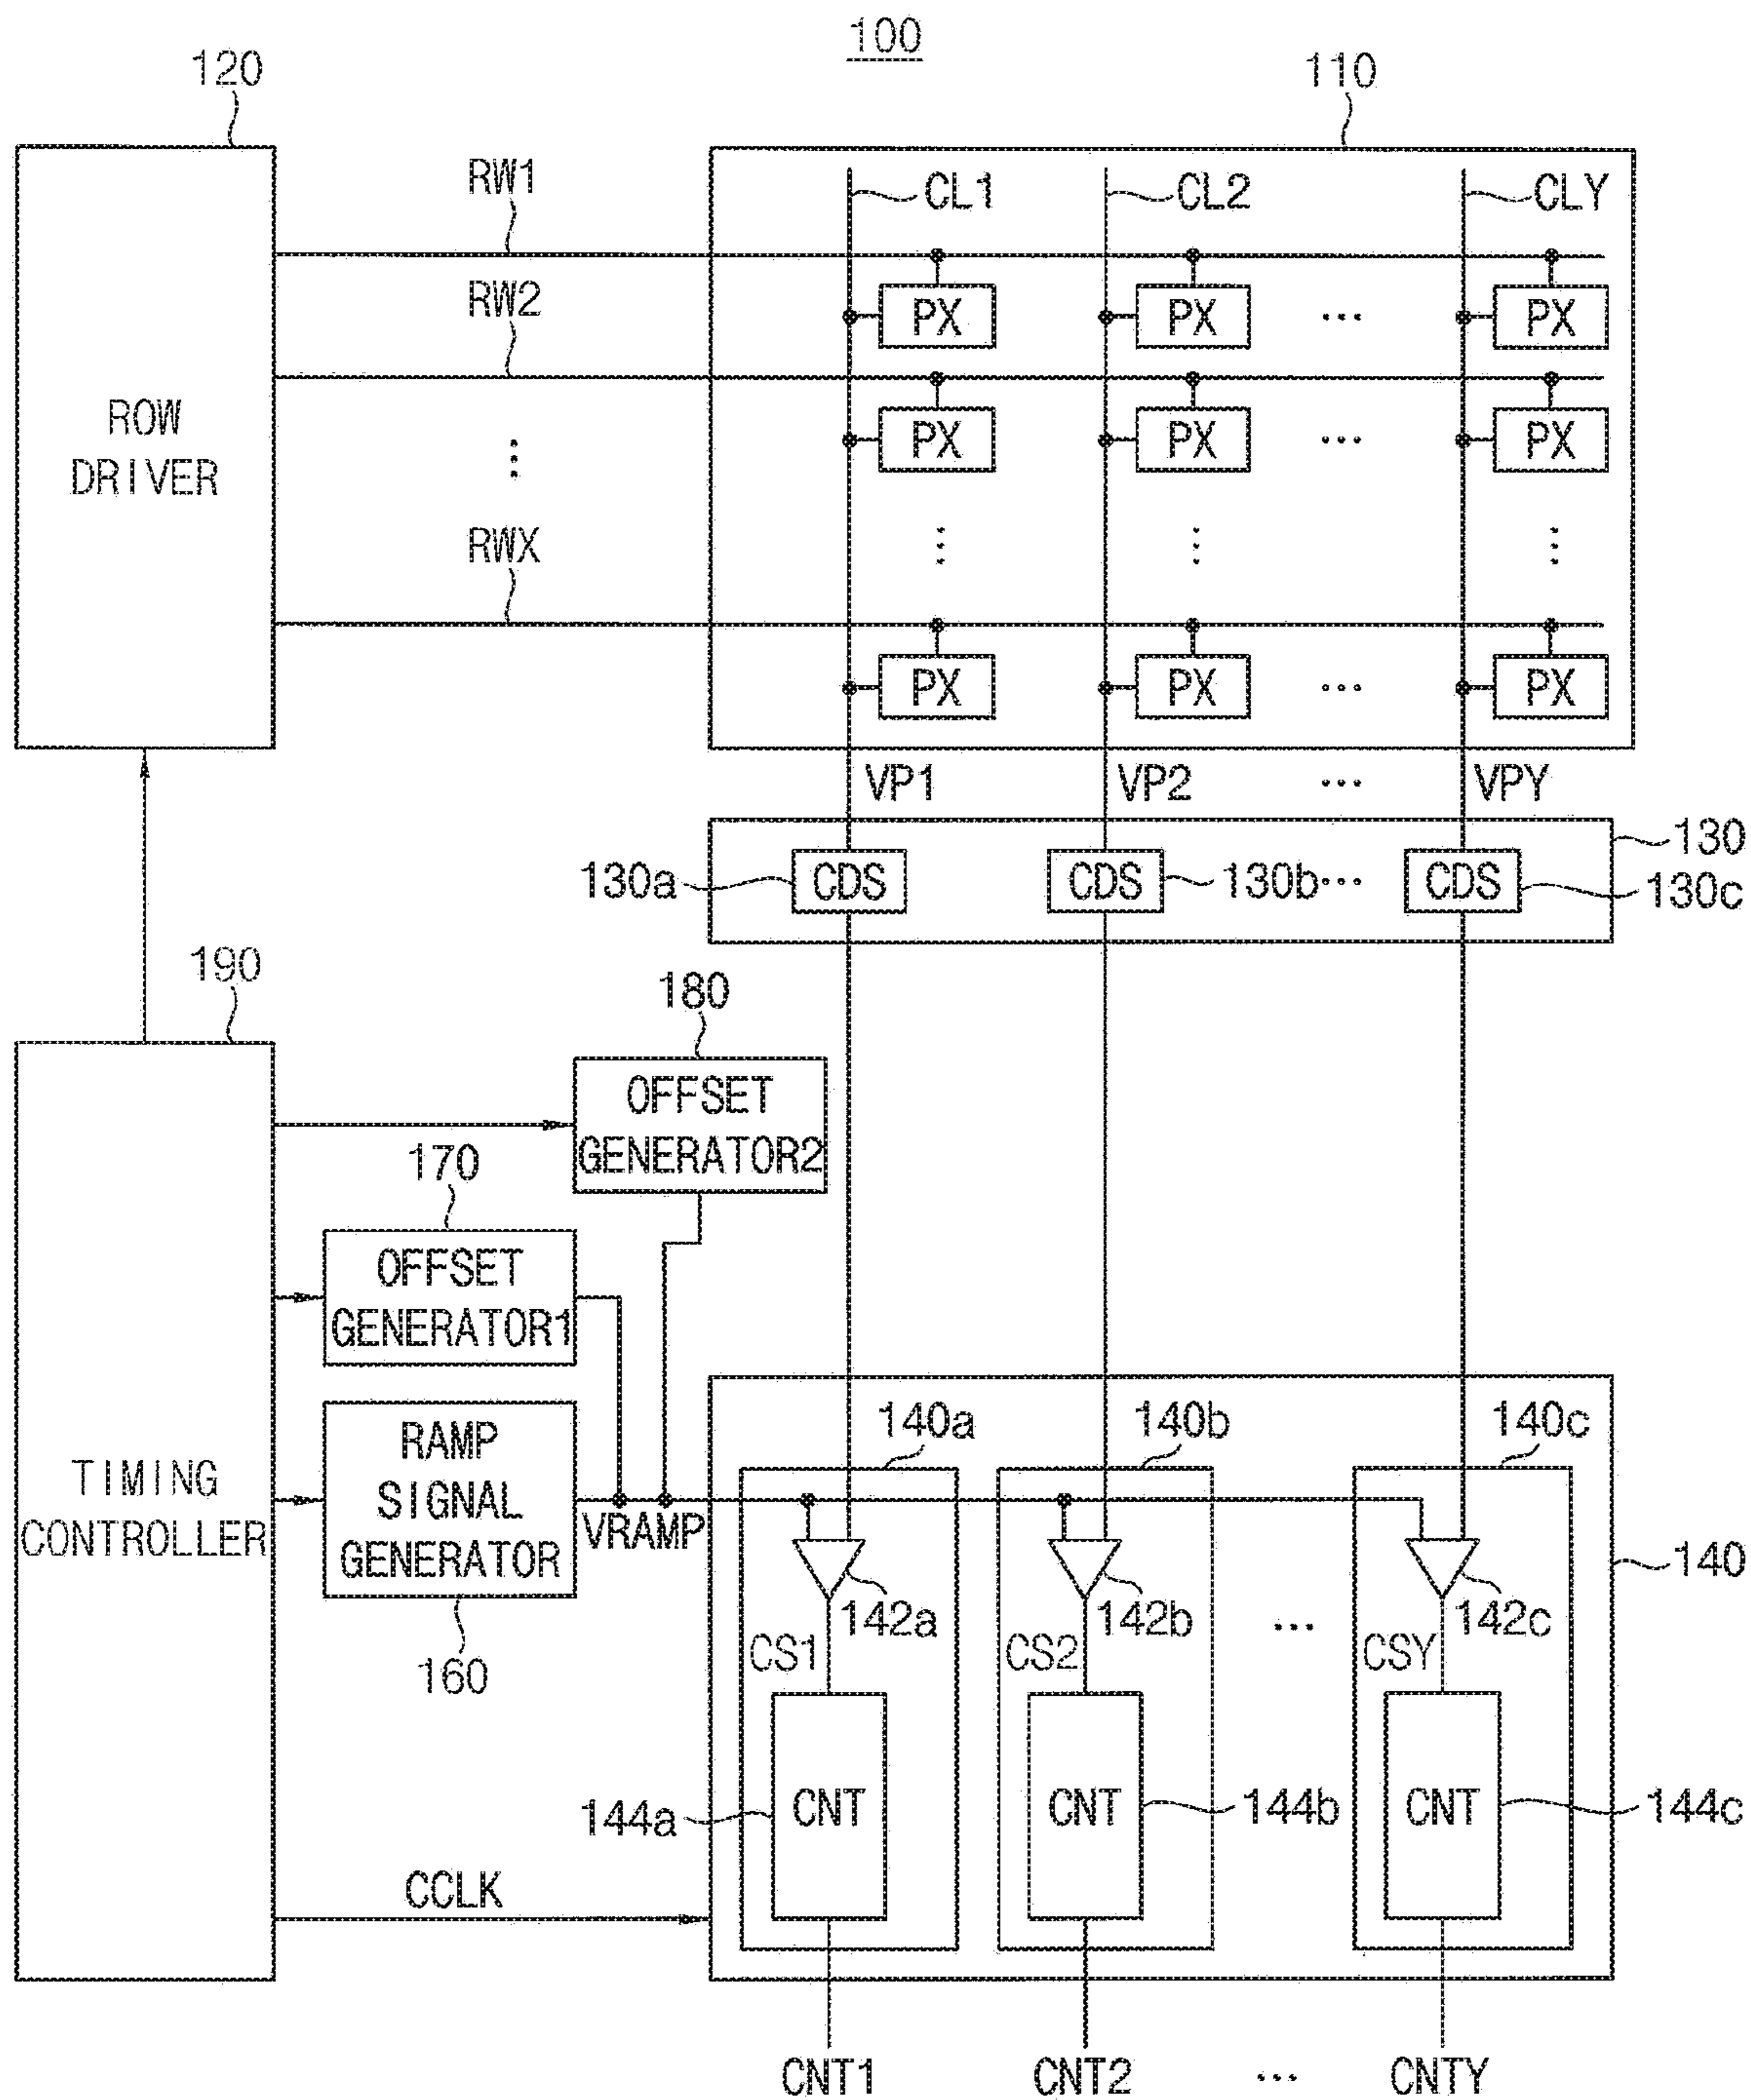 100
120
110
RW1
CL1
CL2
CLY
RW2
PX
PX
...
PX
ROW
DRIVER
PX
PX
...
PX
RWX
PX
PX
...
PX
VP1
VP2
...
VPY
130
130a
CDS
CDS
130b
...
CDS
130c
190
180
OFFSET
GENERATOR2
170
OFFSET
GENERATOR1
140a
140b
140c
RAMP
SIGNAL
GENERATOR
TIMING
CONTROLLER
VRAMP
140
142a
142b
...
142c
CS1
CS2
CSY
160
144a
CNT
CNT
144b
CNT
144c
CCLK
CNT1
CNT2
...
CNTY